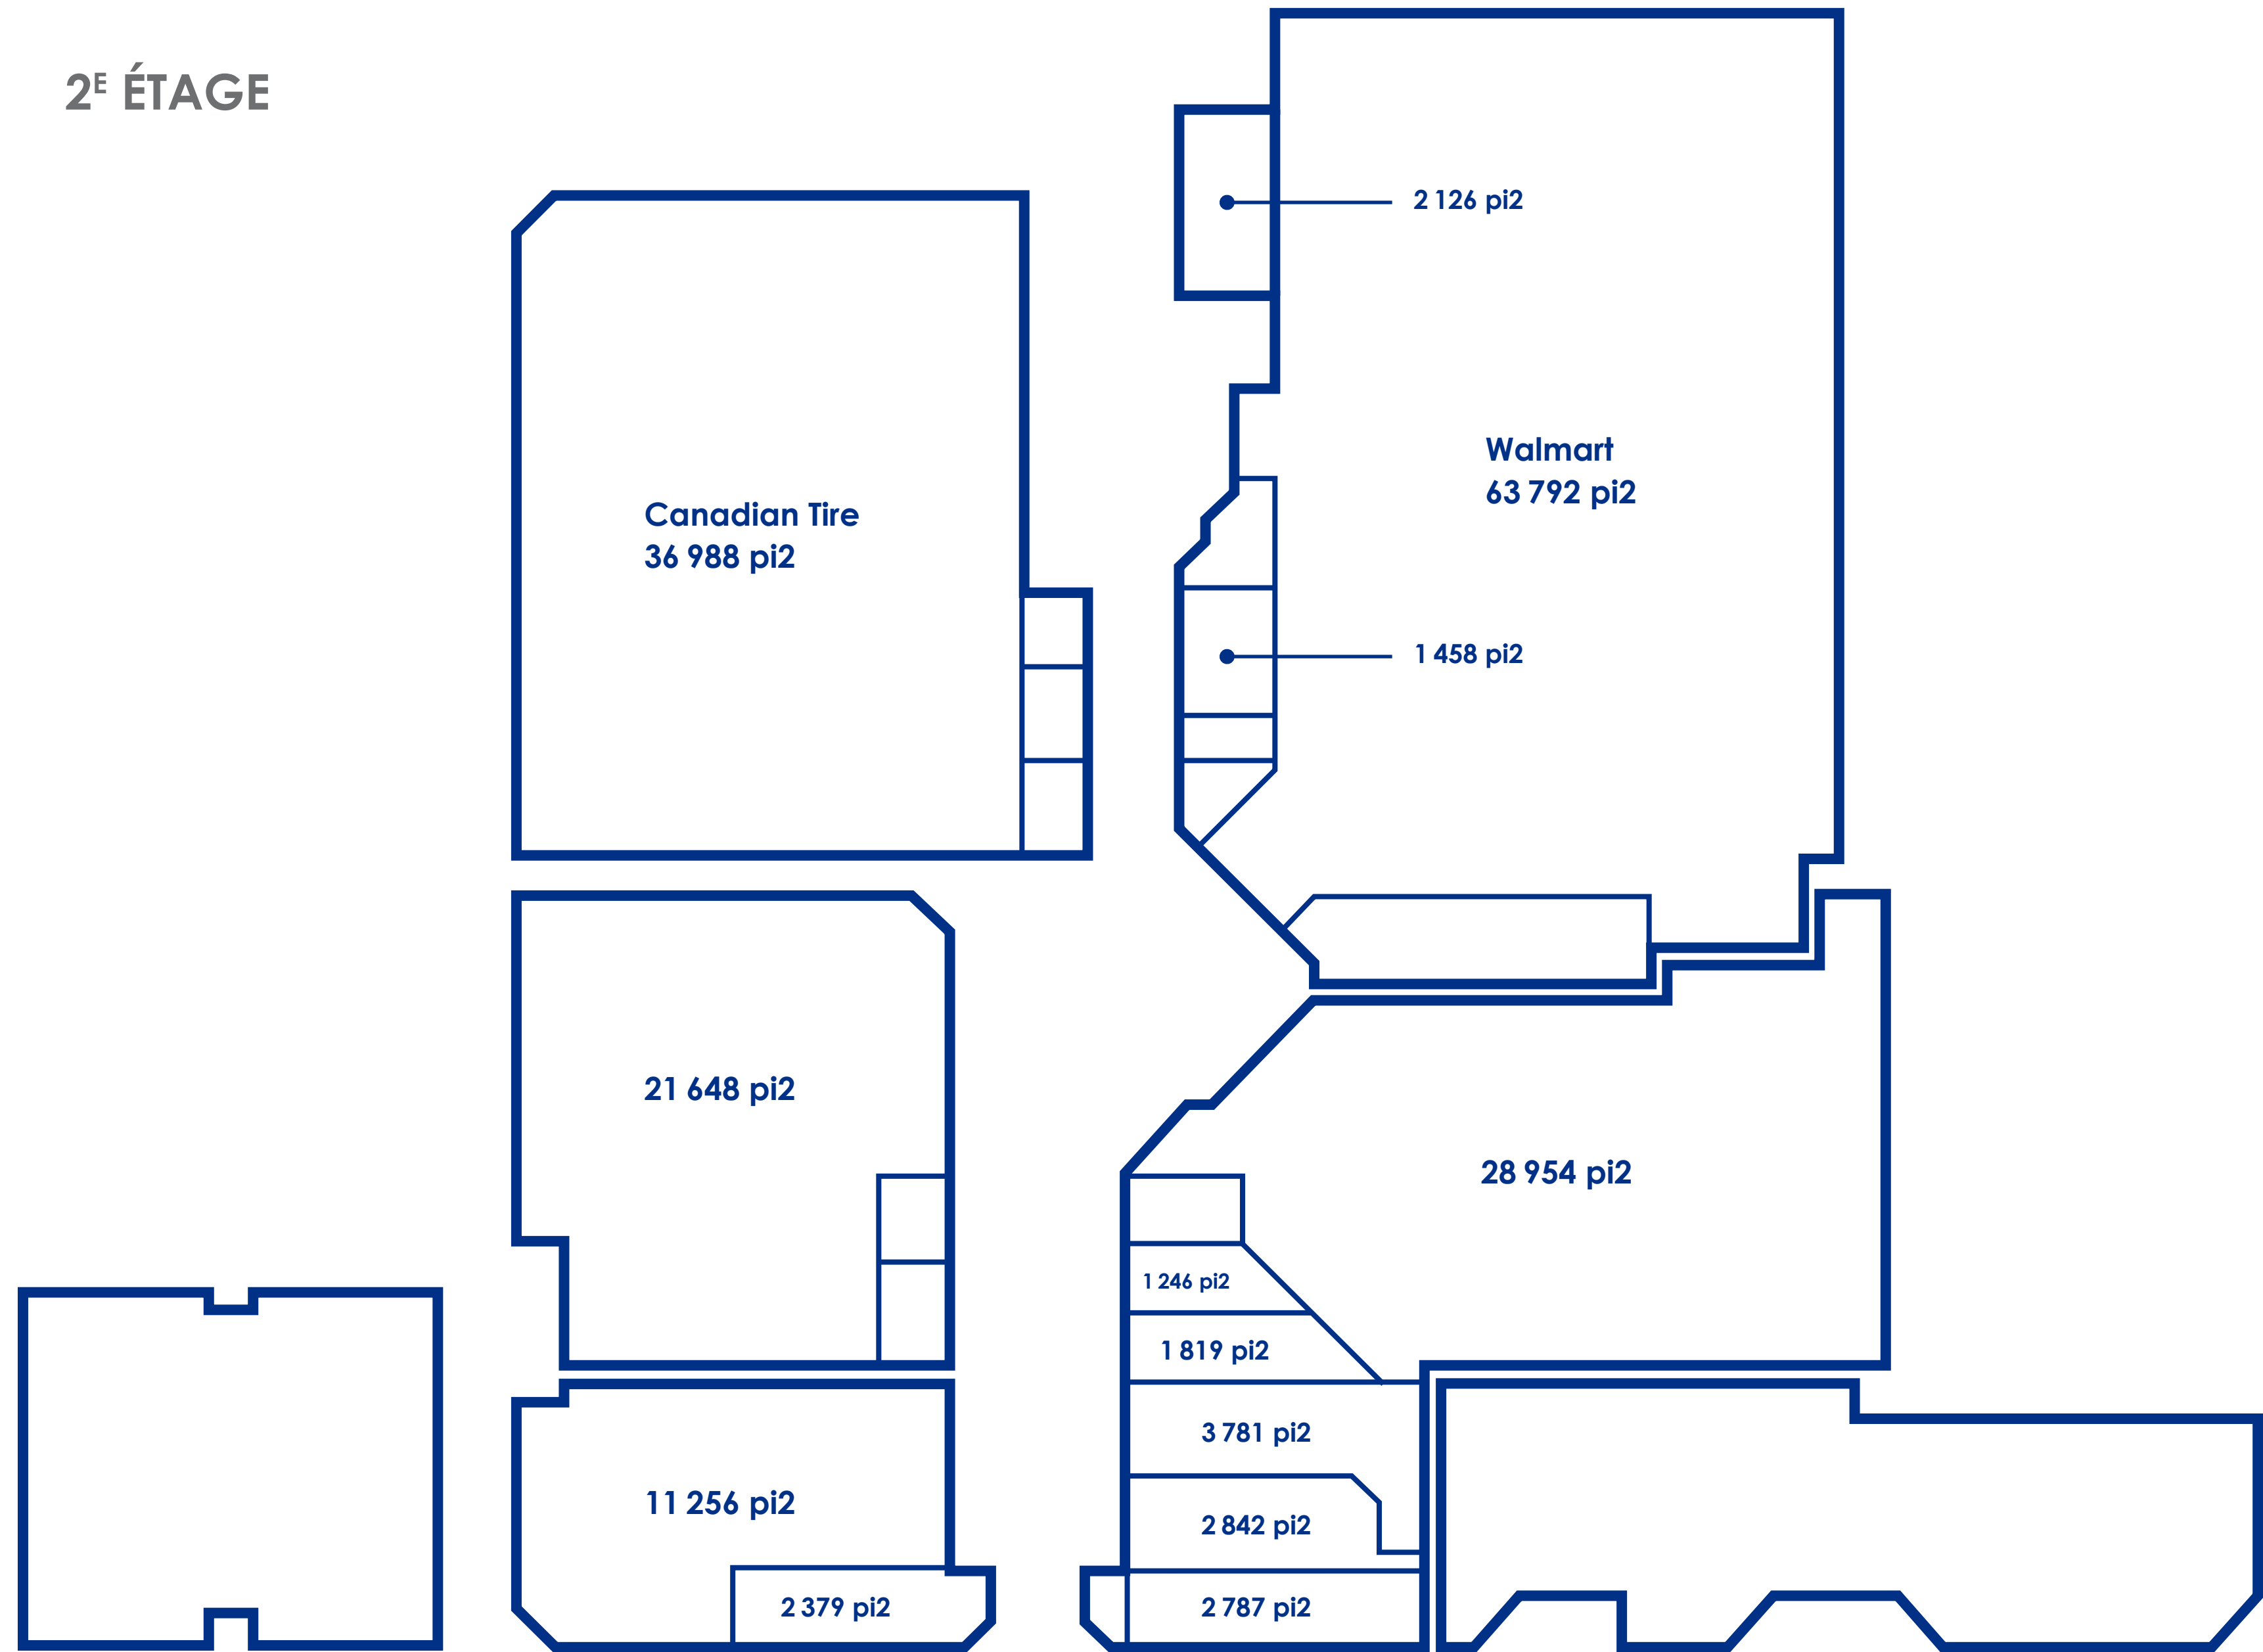 2E ÉTAGE
2 126 pi2
Walmart
63 792 pi2
Canadian Tire
36 988 pi2
1 458 pi2
21 648 pi2
28 954 pi2
1 246 pi2
1 819 pi2
3 781 pi2
11 256 pi2
2 842 pi2
2 379 pi2
2 787 pi2